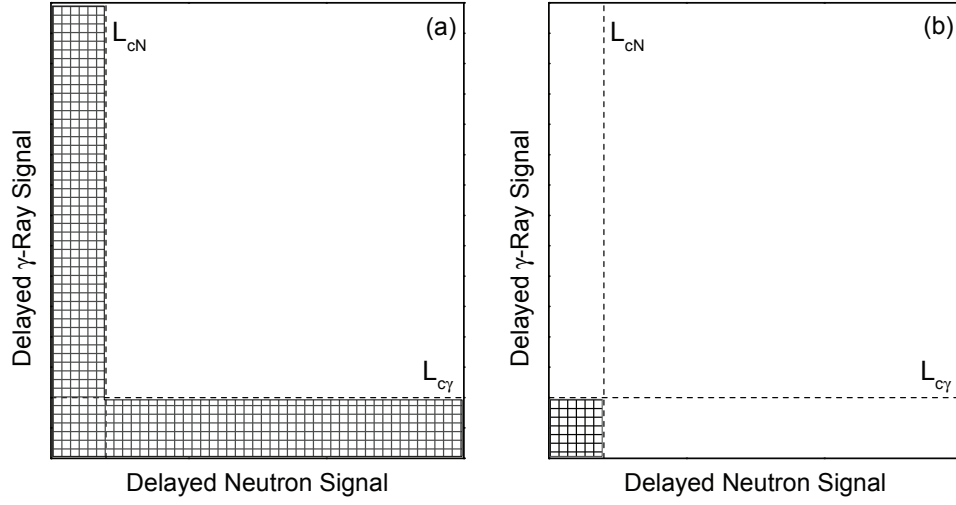 (a)
L_cN
Delayed γ-Ray Signal
L_cγ
Delayed Neutron Signal
(b)
L_cN
Delayed γ-Ray Signal
L_cγ
Delayed Neutron Signal